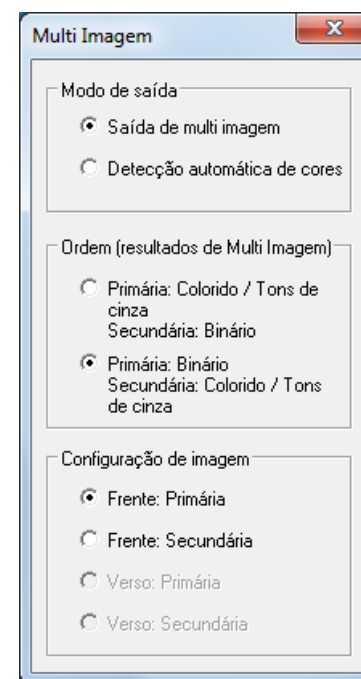 Multi Imagem
Modo de saída
Saída de multi imagem
Detecção automática de cores
Ordem (resultados de Multi Imagem)
Primária: Colorido / Tons de
cinza
Secundária: Binário
Primária: Binário
Secundária: Colorido / Tons
de cinza
Configuração de imagem
Frente: Primária
Frente: Secundária
Verso: Primária
Verso: Secundária